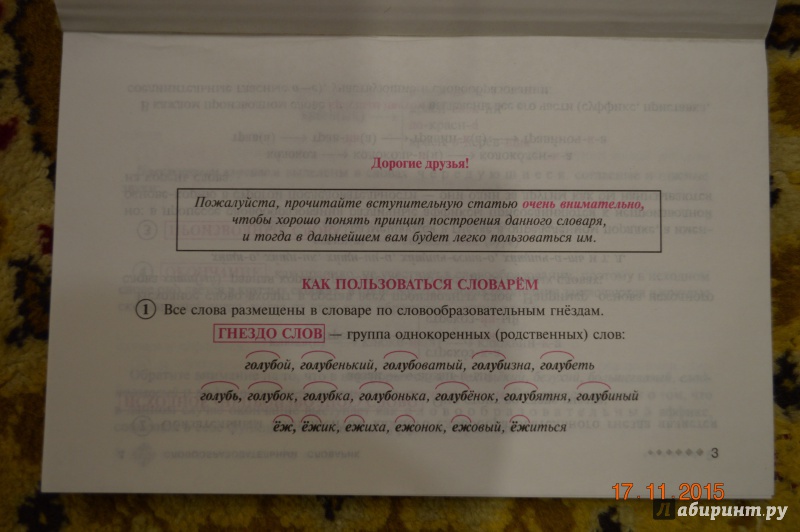 Дорогие друзья!
Пожалуйста, прочитайте вступительную статью очень внимательно,
чтобы хорошо понять принцип построения данного словаря,
и тогда в дальнейшем вам будет легко пользоваться им.
КАК ПОЛЬЗОВАТЬСЯ СЛОВАРЁМ
1 Все слова размещены в словаре по словообразовательным гнёздам.
ГНЕЗДО СЛОВ — группа однокоренных (родственных) слов:
голубой, голубенький, голубоватый, голубизна, голубеть
голубь, голубок, голубка, голубонька, голубёнок, голубятня, голубиный
ёж, ёжик, ежиха, ежонок, ежовый, ёжиться
3
17.11.2015
Лабиринт.ру